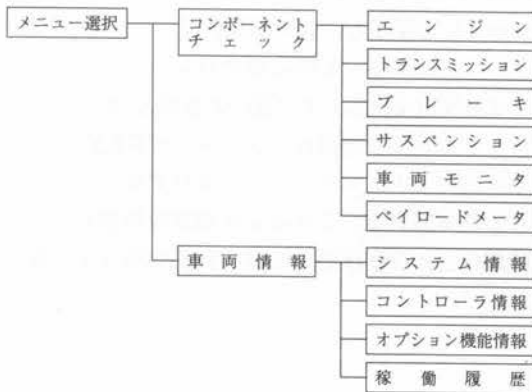 メニュー選択
コンポーネント
チェック
エンジン
トランスミッション
ブレーキ
サスペンション
車両モニタ
ペイロードメータ
車両情報
システム情報
コントローラ情報
オプション機能情報
稼働履歴